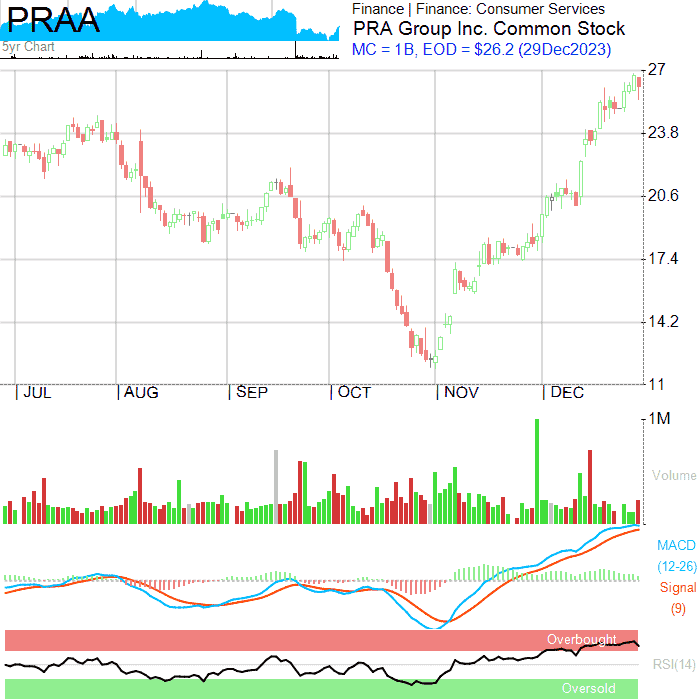 PRAA
5yr Chart
Finance | Finance: Consumer Services
PRA Group Inc. Common Stock
MC = 1B, EOD = $26.2 (29Dec2023)
27
23.8
20.6
17.4
14.2
11
JUL AUG SEP OCT NOV DEC
1M
Volume
MACD
(12-26)
Signal
(9)
Overbought
RSI(14)
Oversold